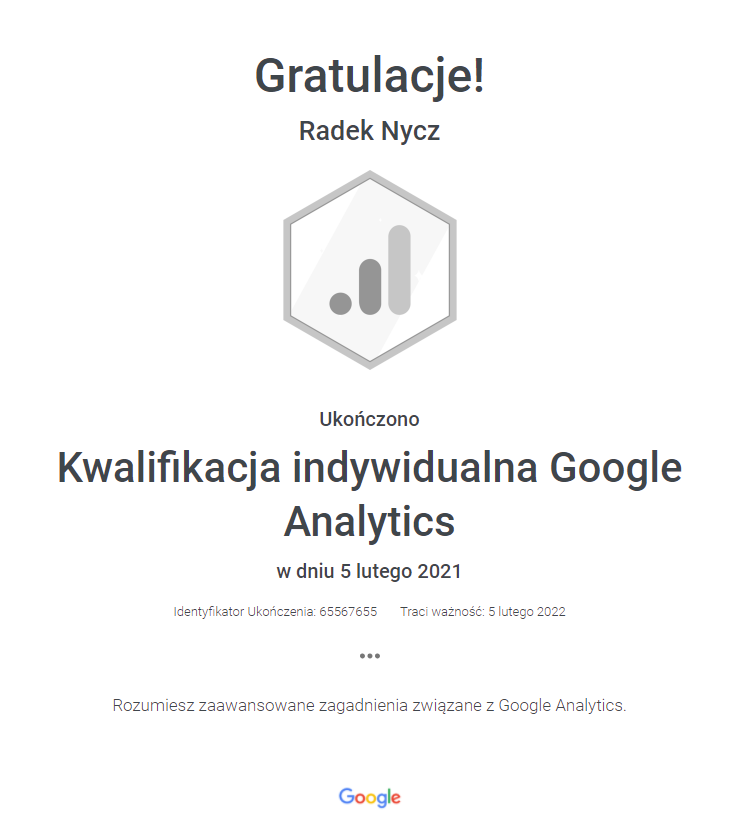 Gratulacje!
Radek Nycz
Ukończono
Kwalifikacja indywidualna Google
Analytics
w dniu 5 lutego 2021
Identyfikator Ukończenia: 65567655 Traci ważność: 5 lutego 2022
•••
Rozumiesz zaawansowane zagadnienia związane z Google Analytics.
Google